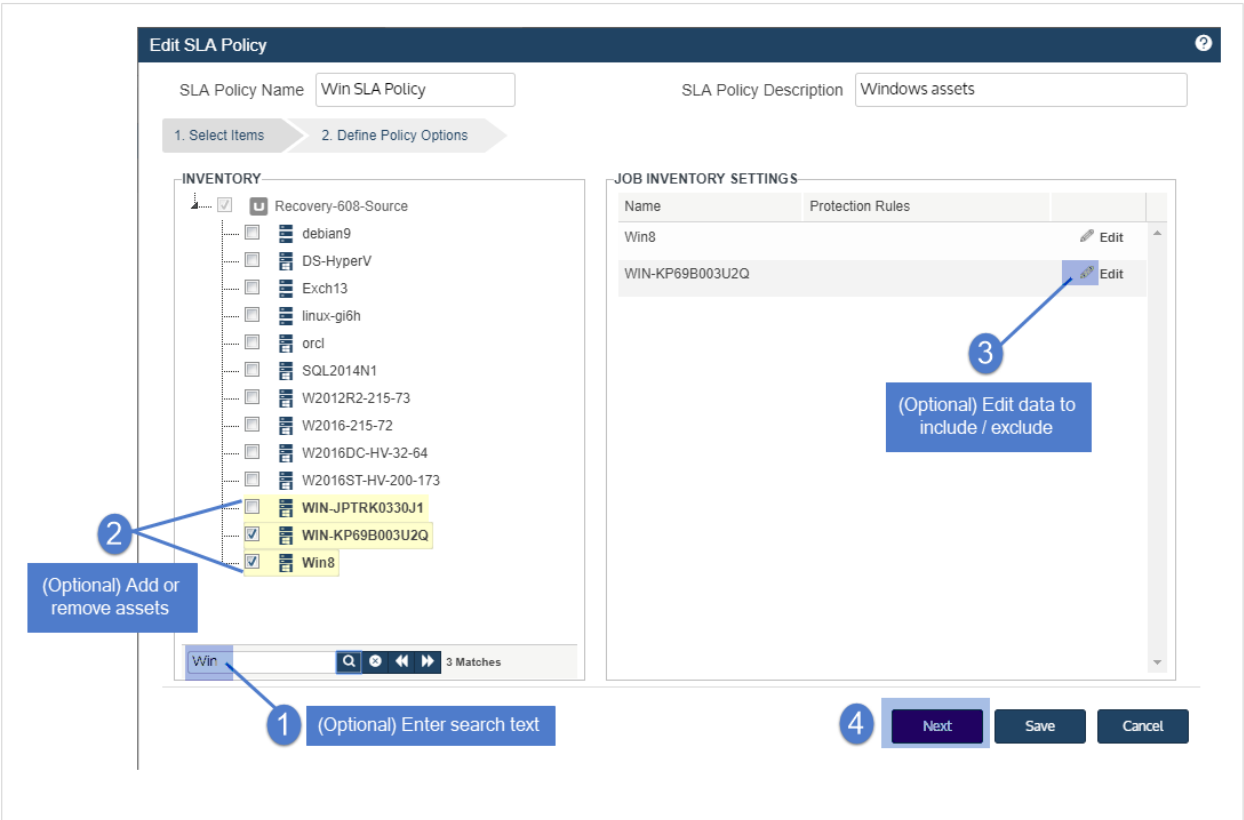 Edit SLA Policy
?
SLA Policy Name
Win SLA Policy
SLA Policy Description
Windows assets
1. Select Items
2. Define Policy Options
INVENTORY
Recovery-608-Source
debian9
DS-HyperV
Exch13
linux-gi6h
orcl
SQL2014N1
W2012R2-215-73
W2016-215-72
W2016DC-HV-32-64
W2016ST-HV-200-173
WIN-JPTRK0330J1
WIN-KP69B003U2Q
Win8
2
(Optional) Add or
remove assets
Win
3 Matches
1
(Optional) Enter search text
JOB INVENTORY SETTINGS
Name
Protection Rules
Win8
Edit
WIN-KP69B003U2Q
Edit
3
(Optional) Edit data to
include / exclude
4
Next
Save
Cancel